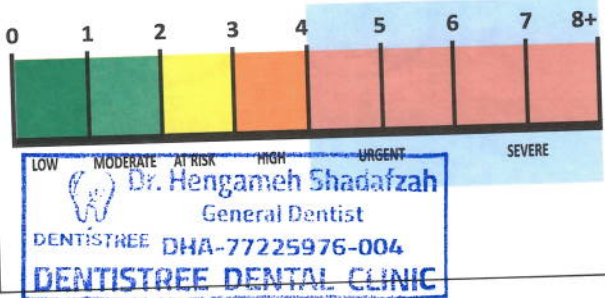 0 1 2 3 4 5 6 7 8+
LOW MODERATE AT RISK HIGH URGENT SEVERE
Dr. Hengameh Shadafzah
General Dentist
DENTISTREE DHA-77225976-004
DENTISTREE DENTAL CLINIC